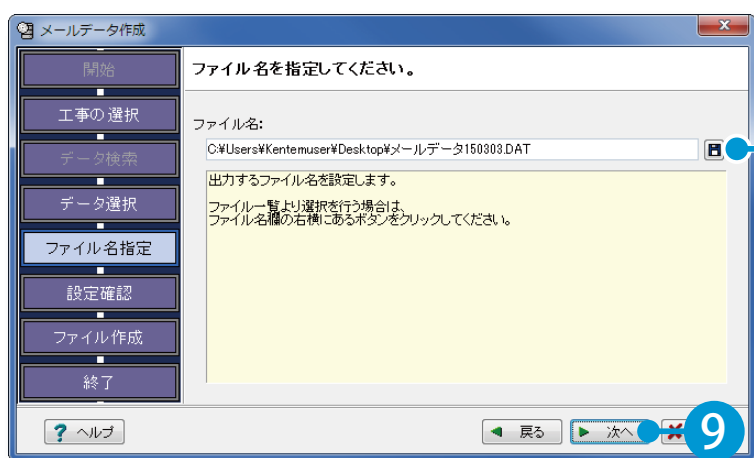 メールデータ作成
開始
工事の選択
データ検索
データ選択
ファイル名指定
設定確認
ファイル作成
終了
ファイル名を指定してください。
ファイル名:
C:¥Users¥Kentemuser¥Desktop¥メールデータ150303.DAT
出力するファイル名を設定します。
ファイル一覧より選択を行う場合は、
ファイル名欄の右横にあるボタンをクリックしてください。
? ヘルプ
戻る
次へ
9